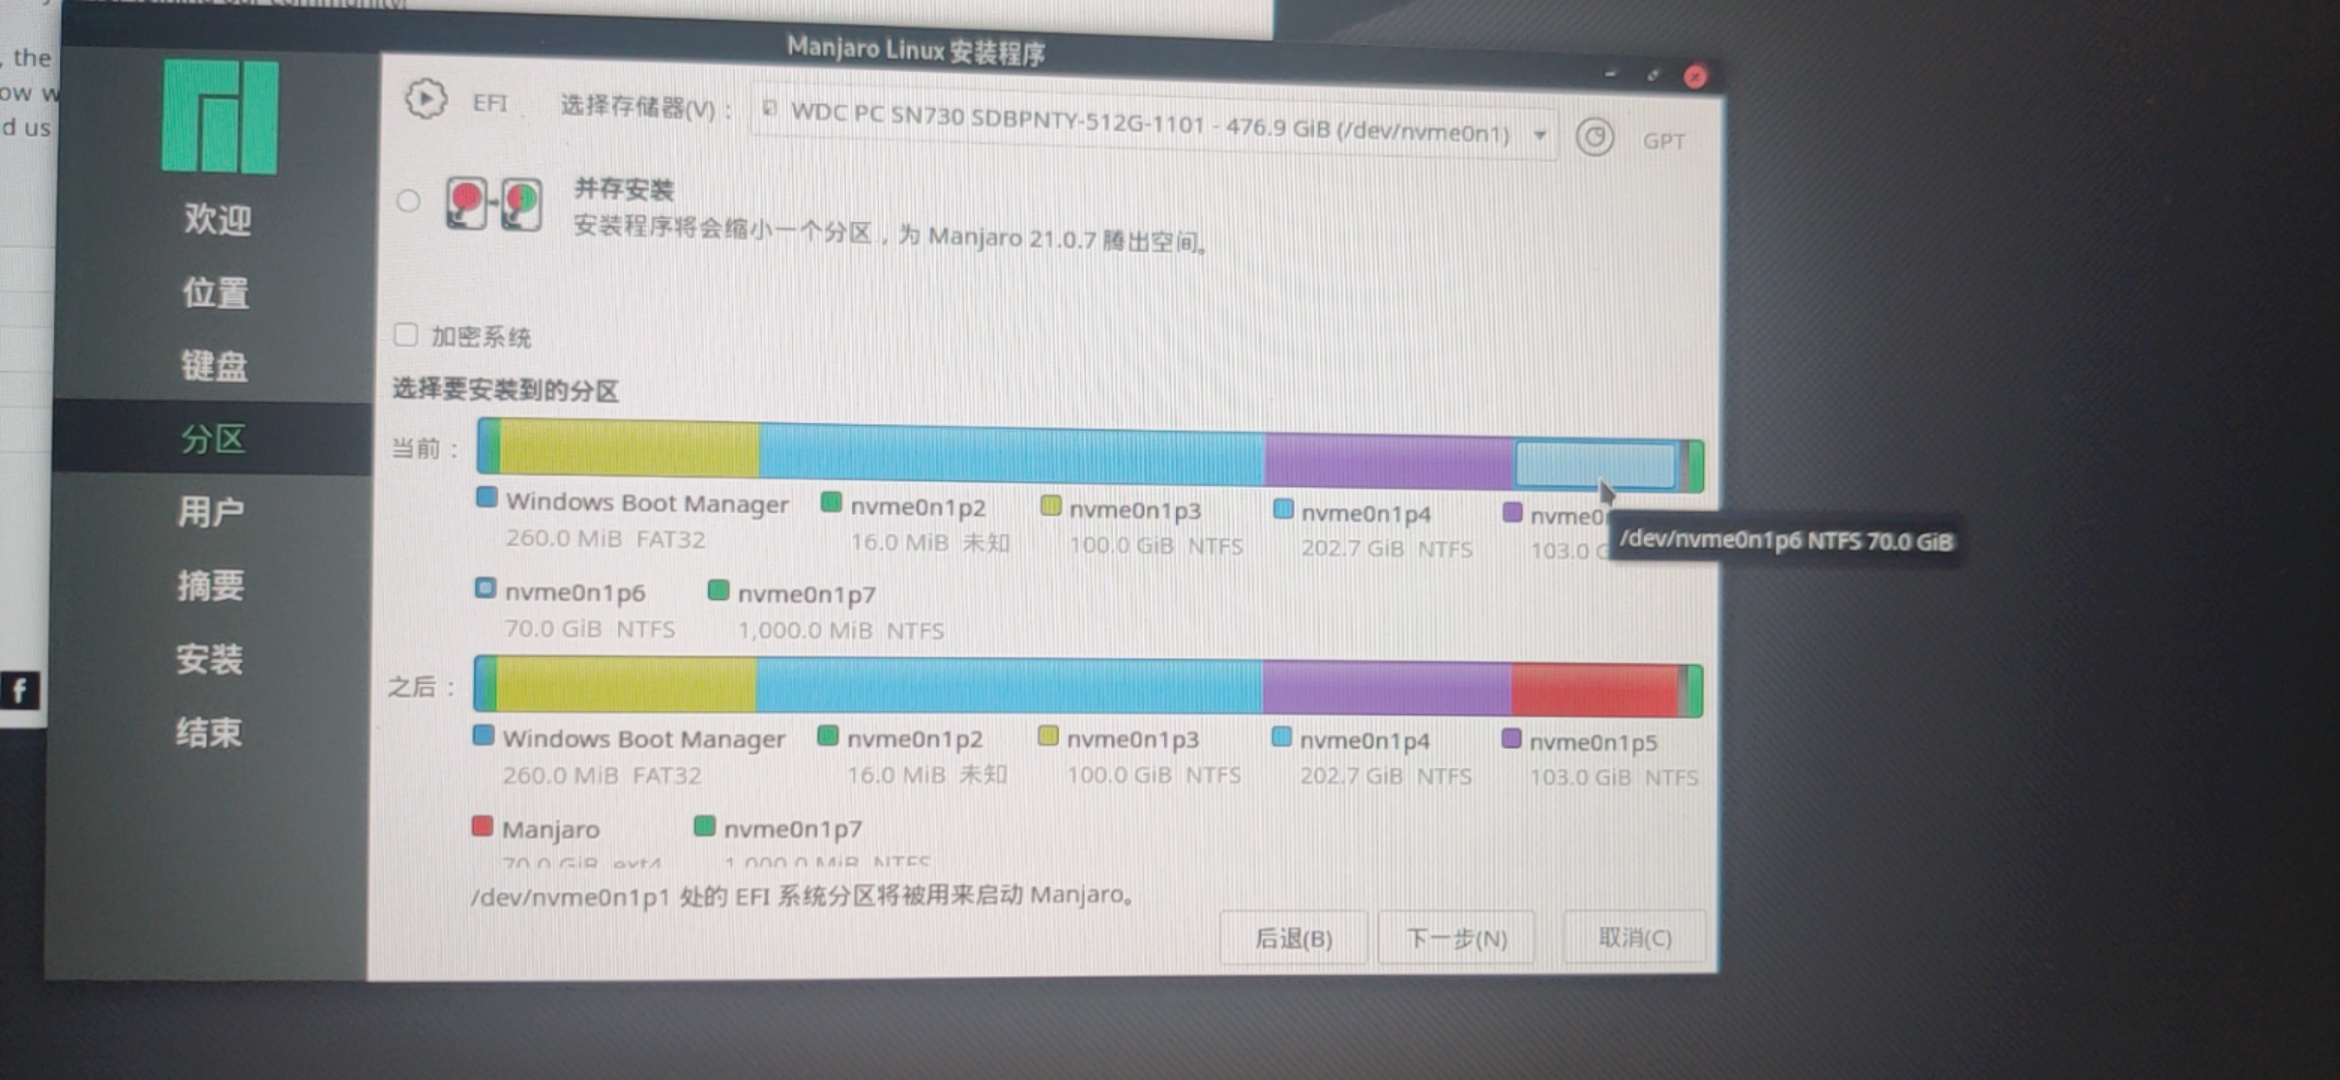 , the
ow w
d us
Manjaro Linux 安装程序
EFI 选择存储器(V)： WDC PC SN730 SDBPNTY-512G-1101 - 476.9 GiB (/dev/nvme0n1) GPT
并存安装
安装程序将会缩小一个分区，为 Manjaro 21.0.7 腾出空间。
欢迎
位置
键盘
分区
用户
摘要
安装
结束
加密系统
选择要安装到的分区
当前：
Windows Boot Manager nvme0n1p2 nvme0n1p3 nvme0n1p4 nvme0
260.0 MiB FAT32 16.0 MiB 未知 100.0 GiB NTFS 202.7 GiB NTFS 103.0 G
/dev/nvme0n1p6 NTFS 70.0 GiB
nvme0n1p6 nvme0n1p7
70.0 GiB NTFS 1,000.0 MiB NTFS
之后：
Windows Boot Manager nvme0n1p2 nvme0n1p3 nvme0n1p4 nvme0n1p5
260.0 MiB FAT32 16.0 MiB 未知 100.0 GiB NTFS 202.7 GiB NTFS 103.0 GiB NTFS
Manjaro nvme0n1p7
70.0 GiB ext4 1,000.0 MiB NTFS
/dev/nvme0n1p1 处的 EFI 系统分区将被用来启动 Manjaro。
后退(B) 下一步(N) 取消(C)
f